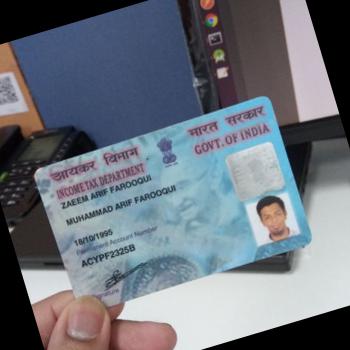 आयकर विभाग
INCOME TAX DEPARTMENT
भारत सरकार
GOVT. OF INDIA
ZAEEM ARIF FAROOQUI
MUHAMMAD ARIF FAROOQUI
18/10/1995
Permanent Account Number
ACYPF2325B
Signature